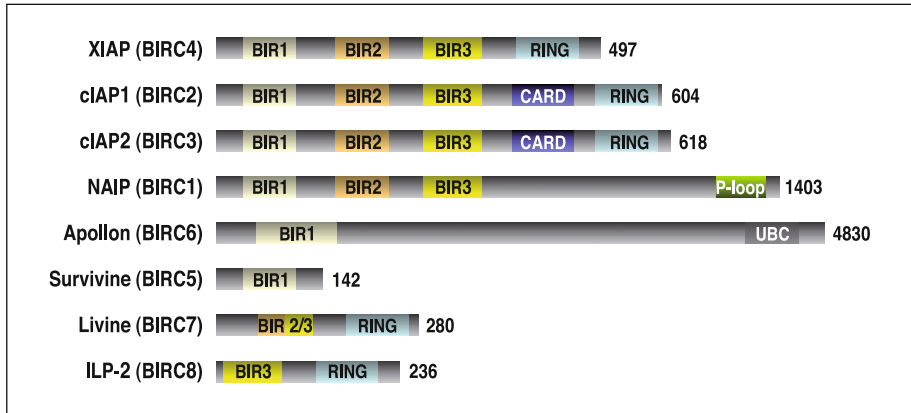 XIAP (BIRC4) BIR1 BIR2 BIR3 RING 497
cIAP1 (BIRC2) BIR1 BIR2 BIR3 CARD RING 604
cIAP2 (BIRC3) BIR1 BIR2 BIR3 CARD RING 618
NAIP (BIRC1) BIR1 BIR2 BIR3 P-loop 1403
Apollon (BIRC6) BIR1 UBC 4830
Survivine (BIRC5) BIR1 142
Livine (BIRC7) BIR 2/3 RING 280
ILP-2 (BIRC8) BIR3 RING 236